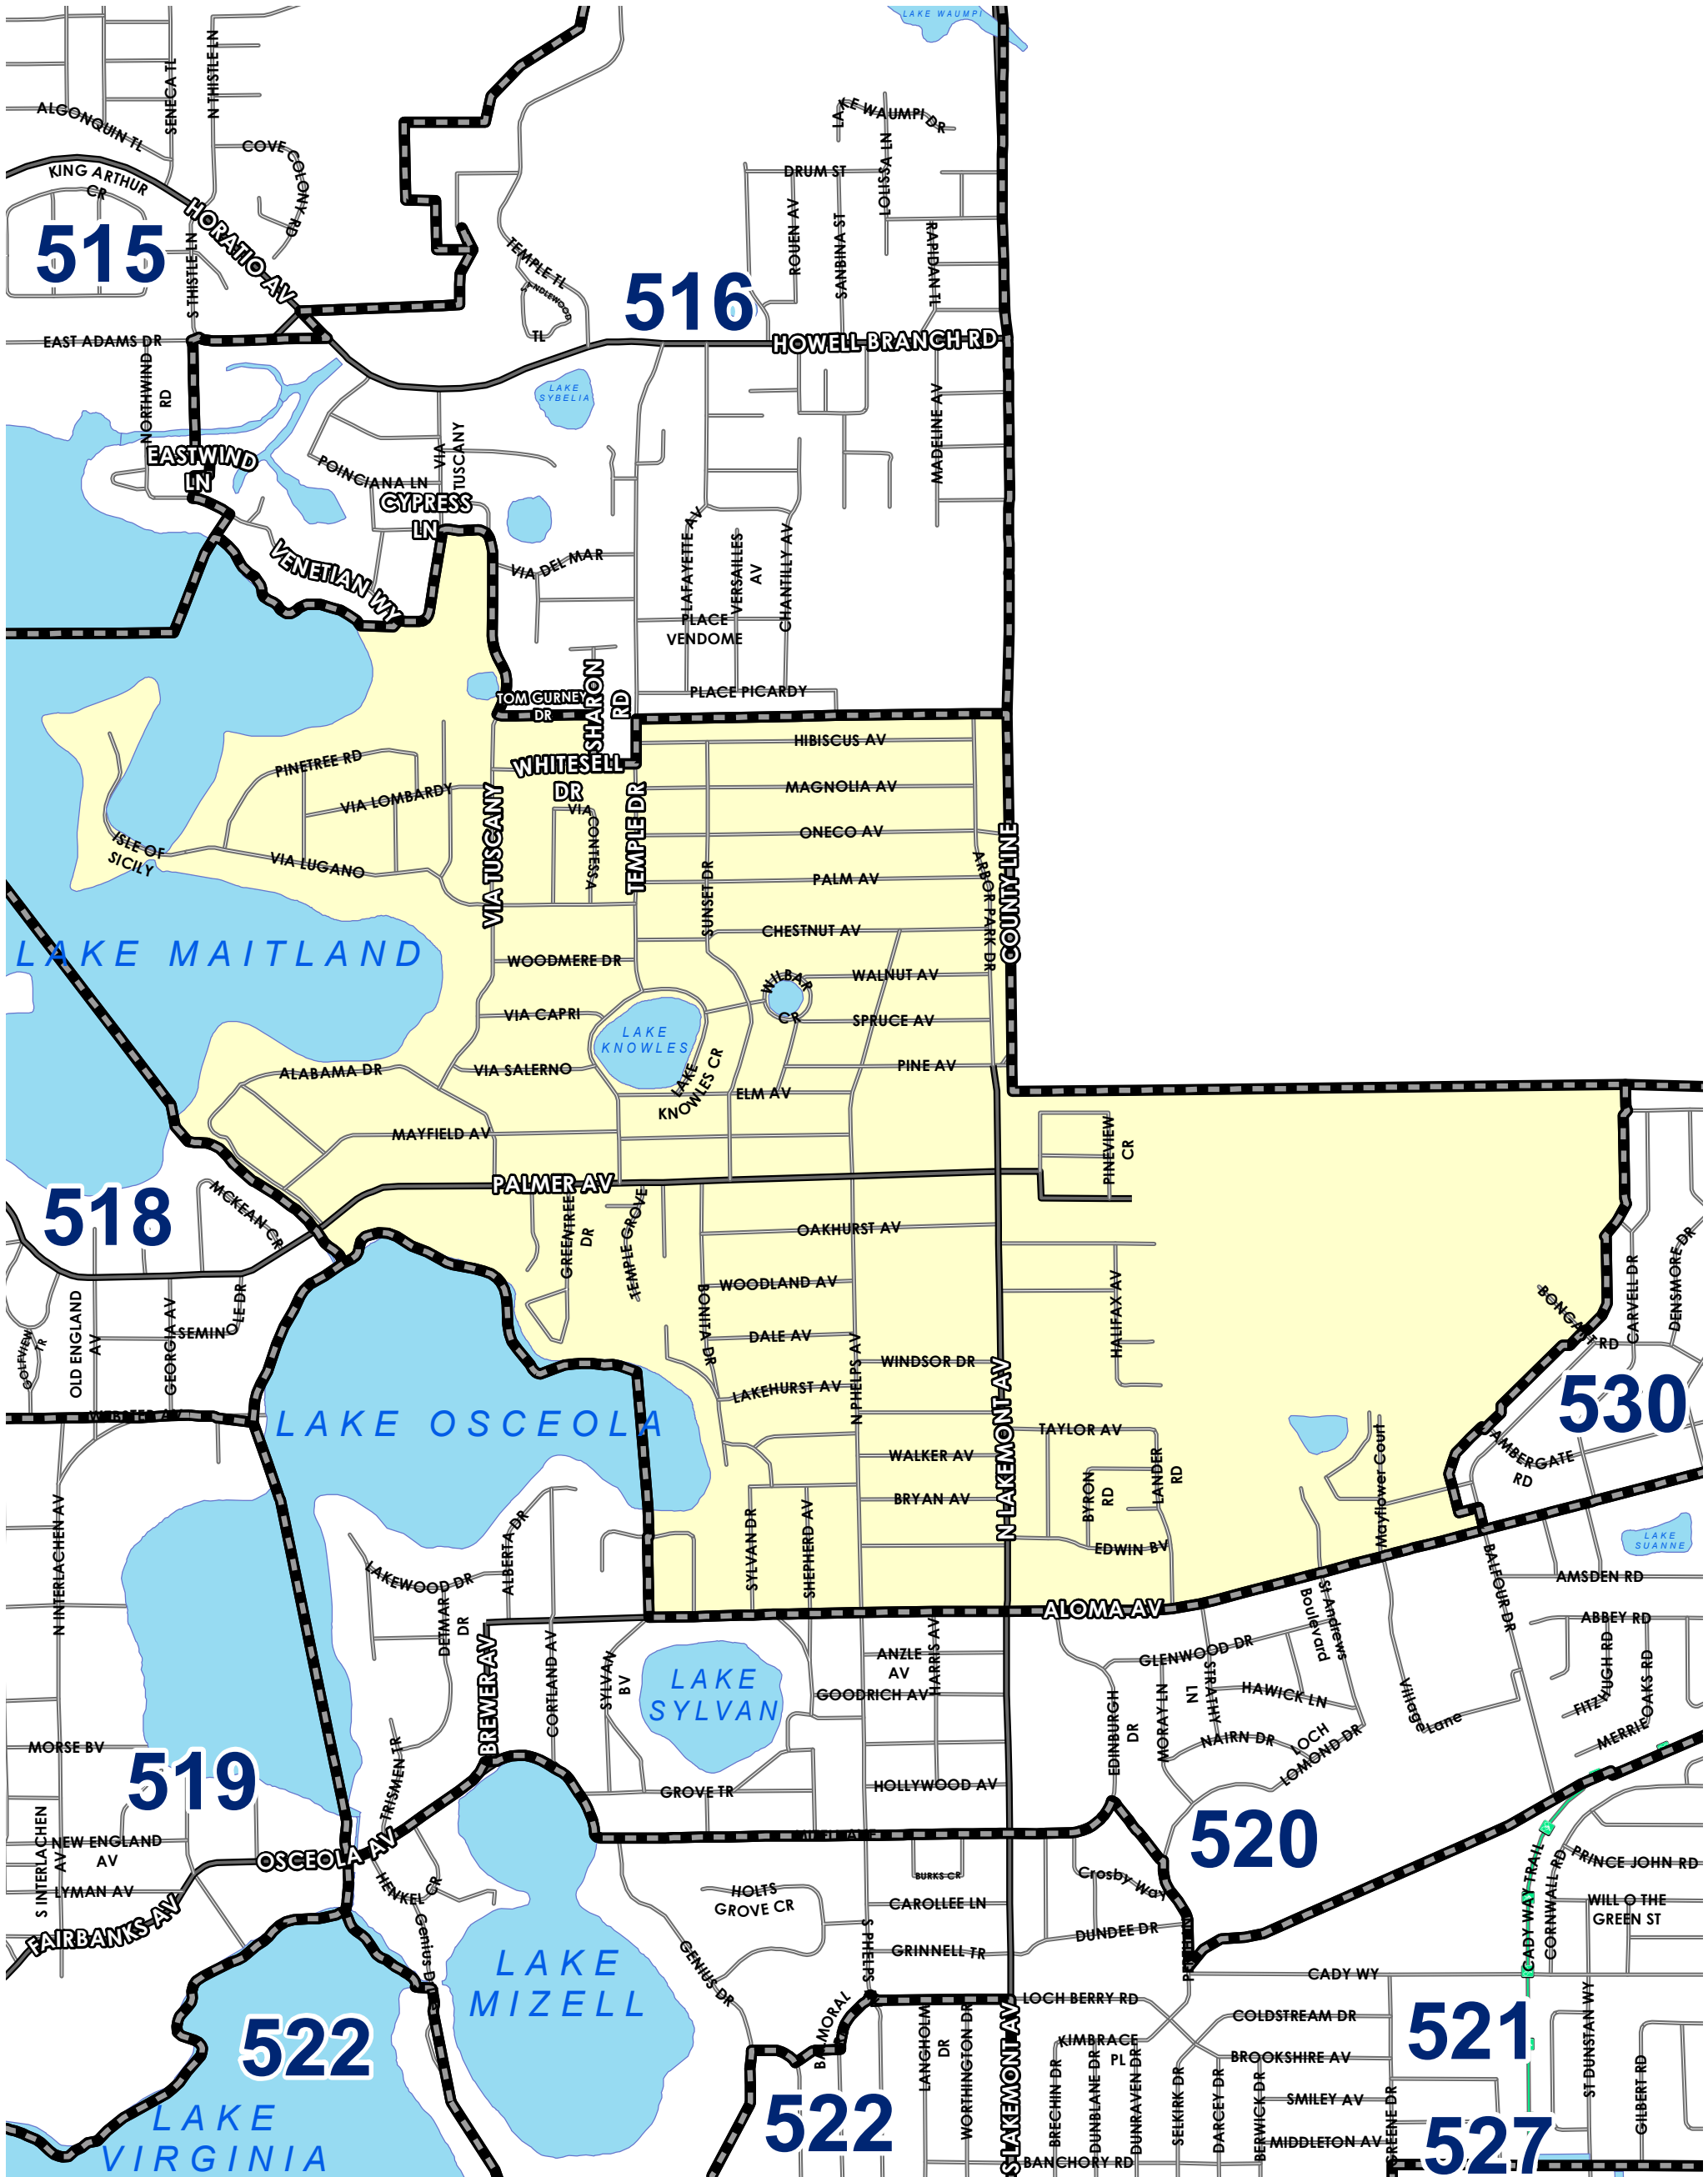 LAKE WAUMPI
SENECA TL
N THISTLE LN
ALGONQUIN TL
COVE COLONY RD
KING ARTHUR
CR
HORATIO AV
515
S THISTLE LN
EAST ADAMS DR
NORTHWIND
RD
LAKE WAUMPI DR
DRUM ST
LOLISSA LN
ROUEN AV
SANBINA ST
RAPIDAN TL
TEMPLE TL
TL
516
HOWELL BRANCH RD
LAKE
SYBELIA
MADELINE AV
EASTWIND
LN
POINCIANA LN
VIA
TUSCANY
CYPRESS
LN
VENETIAN WY
VIA DEL MAR
PLAFAYETTE AV
VERSAILLES
AV
CHANTILLY AV
PLACE
VENDOME
PLACE PICARDY
TOM GURNEY
DR
SHARON
RD
WHITESELL
DR
HIBISCUS AV
MAGNOLIA AV
ONECO AV
PALM AV
CHESTNUT AV
WALNUT AV
SPRUCE AV
PINE AV
ELM AV
PINETREE RD
VIA LOMBARDY
VIA LUGANO
ISLE OF
SICILY
VIA TUSCANY
VIA
CONTESSA
TEMPLE DR
SUNSET DR
ARBOR PARK DR
COUNTY LINE
LAKE MAITLAND
WOODMERE DR
WILBAR
CR
VIA CAPRI
LAKE
KNOWLES
VIA SALERNO
LAKE
KNOWLES CR
ALABAMA DR
MAYFIELD AV
PALMER AV
PINEVIEW
CR
518
MCKEAN CR
GREENTREE
DR
TEMPLE GROVE
OAKHURST AV
WOODLAND AV
BONITA DR
DALE AV
N PHELPS AV
WINDSOR DR
LAKEHURST AV
HALIFAX AV
BONGART RD
CARVELL DR
DENSMORE DR
530
GOLFVIEW
TR
OLD ENGLAND
AV
GEORGIA AV
SEMINOLE DR
WEBSTER AV
LAKE OSCEOLA
N LAKEMONT AV
TAYLOR AV
WALKER AV
BRYAN AV
BYRON
RD
LANDER
RD
EDWIN BV
Mayflower Court
AMBERGATE
RD
LAKE
SUANNE
N INTERLACHEN AV
ALBERTA DR
LAKEWOOD DR
DETMAR
DR
SYLVAN DR
SHEPHERD AV
ALOMA AV
BALFOUR DR
AMSDEN RD
ABBEY RD
St Andrews
Boulevard
BREWER AV
CORTLAND AV
SYLVAN
BV
LAKE
SYLVAN
ANZLE
AV
HARRIS AV
GOODRICH AV
GLENWOOD DR
STRATHY
LN
HAWICK LN
MORAY LN
EDINBURGH
DR
NAIRN DR
LOCH
LOMOND DR
Village Lane
FITZHUGH RD
MERRIE OAKS RD
MORSE BV
519
TRISMEN TR
GROVE TR
HOLLYWOOD AV
520
S INTERLACHEN
AV
NEW ENGLAND
AV
OSCEOLA AV
LYMAN AV
FAIRBANKS AV
HENKEL CR
Genius Dr
HOLTS
GROVE CR
BURKS CR
CAROLLEE LN
Crosby Way
DUNDEE DR
GRINNELL TR
S PHELPS
GENIUS DR
CADY WAY TRAIL
CORNWALL RD
PRINCE JOHN RD
WILL O THE
GREEN ST
LAKE
MIZELL
CADY WY
LOCH BERRY RD
COLDSTREAM DR
521
BALMORAL
KIMBRACE
PL
BROOKSHIRE AV
ST DUNSTAN WY
GILBERT RD
522
LANGHOLM
DR
WORTHINGTON DR
S LAKEMONT AV
BRECHIN DR
DUNBLANE DR
DUNRAVEN DR
SELKIRK DR
DARCEY DR
BERWICK DR
SMILEY AV
GREENE DR
LAKE
VIRGINIA
522
MIDDLETON AV
527
BANCHORY RD